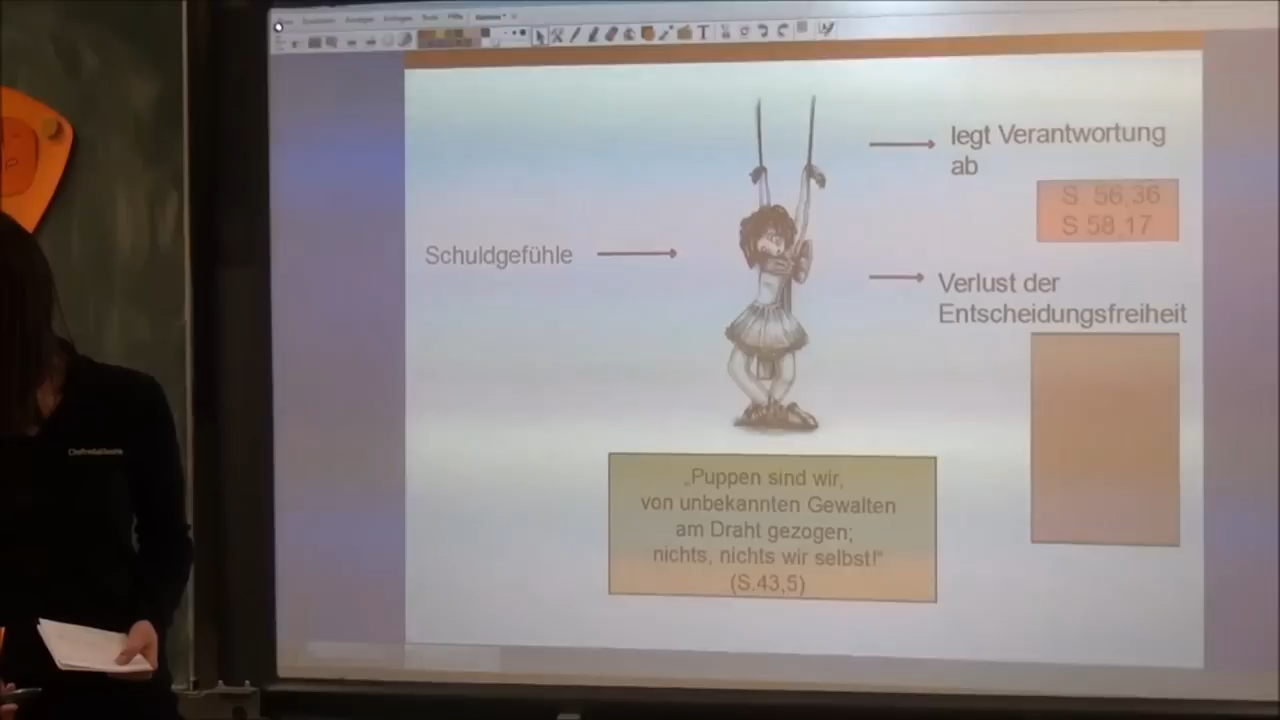 legt Verantwortung
ab
S. 56,36
S 58,17
Schuldgefühle
Verlust der
Entscheidungsfreiheit
„Puppen sind wir,
von unbekannten Gewalten
am Draht gezogen;
nichts, nichts wir selbst!“
(S.43,5)